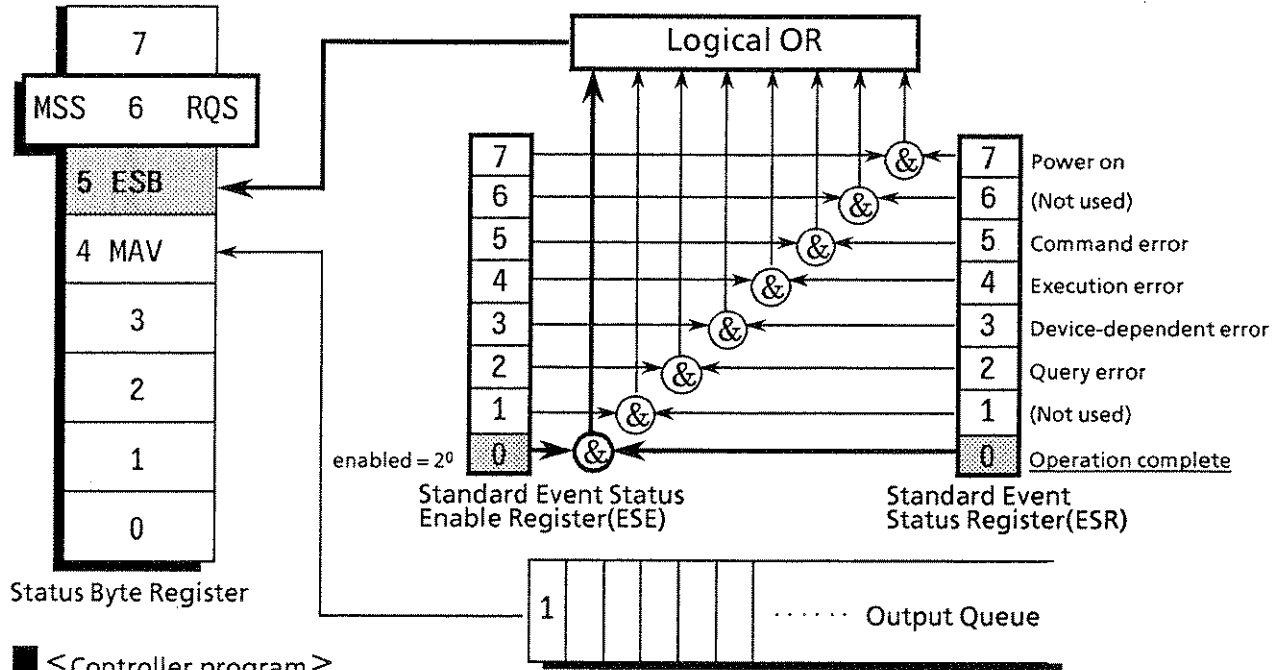 7
MSS 6 RQS
5 ESB
4 MAV
3
2
1
0
Status Byte Register
Logical OR
7 & 7 Power on
6 & 6 (Not used)
5 & 5 Command error
4 & 4 Execution error
3 & 3 Device-dependent error
2 & 2 Query error
1 & 1 (Not used)
enabled = 2⁰ 0 & 0 Operation complete
Standard Event Status
Enable Register(ESE)
Standard Event
Status Register(ESR)
1 ······ Output Queue
■ <Controller program>